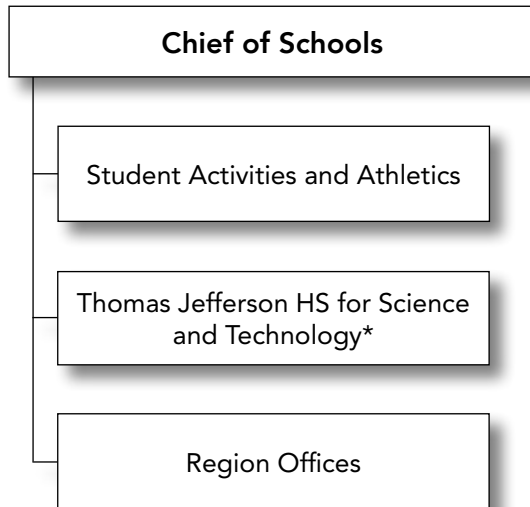 Chief of Schools
Student Activities and Athletics
Thomas Jefferson HS for Science
and Technology*
Region Offices